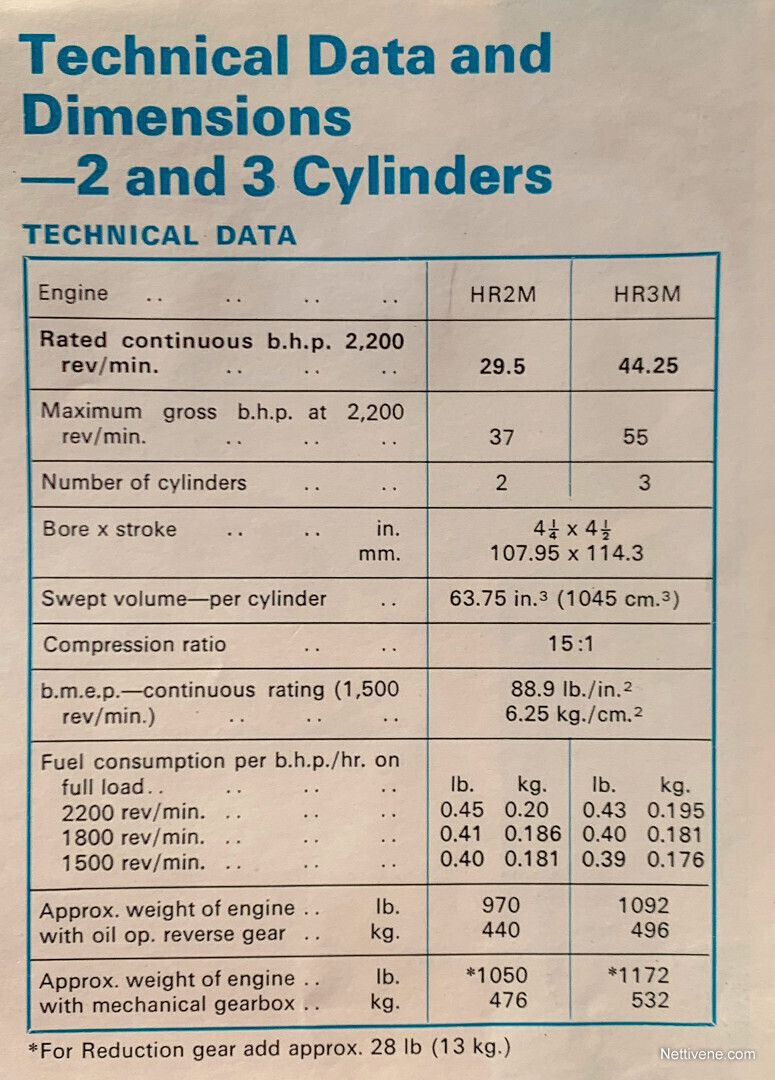 Technical Data and
Dimensions
—2 and 3 Cylinders
TECHNICAL DATA
Engine .. .. .. .. HR2M HR3M
Rated continuous b.h.p. 2,200
rev/min. .. .. .. 29.5 44.25
Maximum gross b.h.p. at 2,200
rev/min. .. .. .. 37 55
Number of cylinders .. .. 2 3
Bore x stroke .. .. in. 4¼ x 4½
mm. 107.95 x 114.3
Swept volume—per cylinder .. 63.75 in.³ (1045 cm.³)
Compression ratio .. .. 15:1
b.m.e.p.—continuous rating (1,500 88.9 lb./in.²
rev/min.) .. .. .. 6.25 kg./cm.²
Fuel consumption per b.h.p./hr. on
full load.. .. .. .. lb. kg. lb. kg.
2200 rev/min. .. .. .. 0.45 0.20 0.43 0.195
1800 rev/min. .. .. .. 0.41 0.186 0.40 0.181
1500 rev/min. .. .. .. 0.40 0.181 0.39 0.176
Approx. weight of engine .. lb. 970 1092
with oil op. reverse gear .. kg. 440 496
Approx. weight of engine .. lb. *1050 *1172
with mechanical gearbox .. kg. 476 532
*For Reduction gear add approx. 28 lb (13 kg.)
Nettivene.com